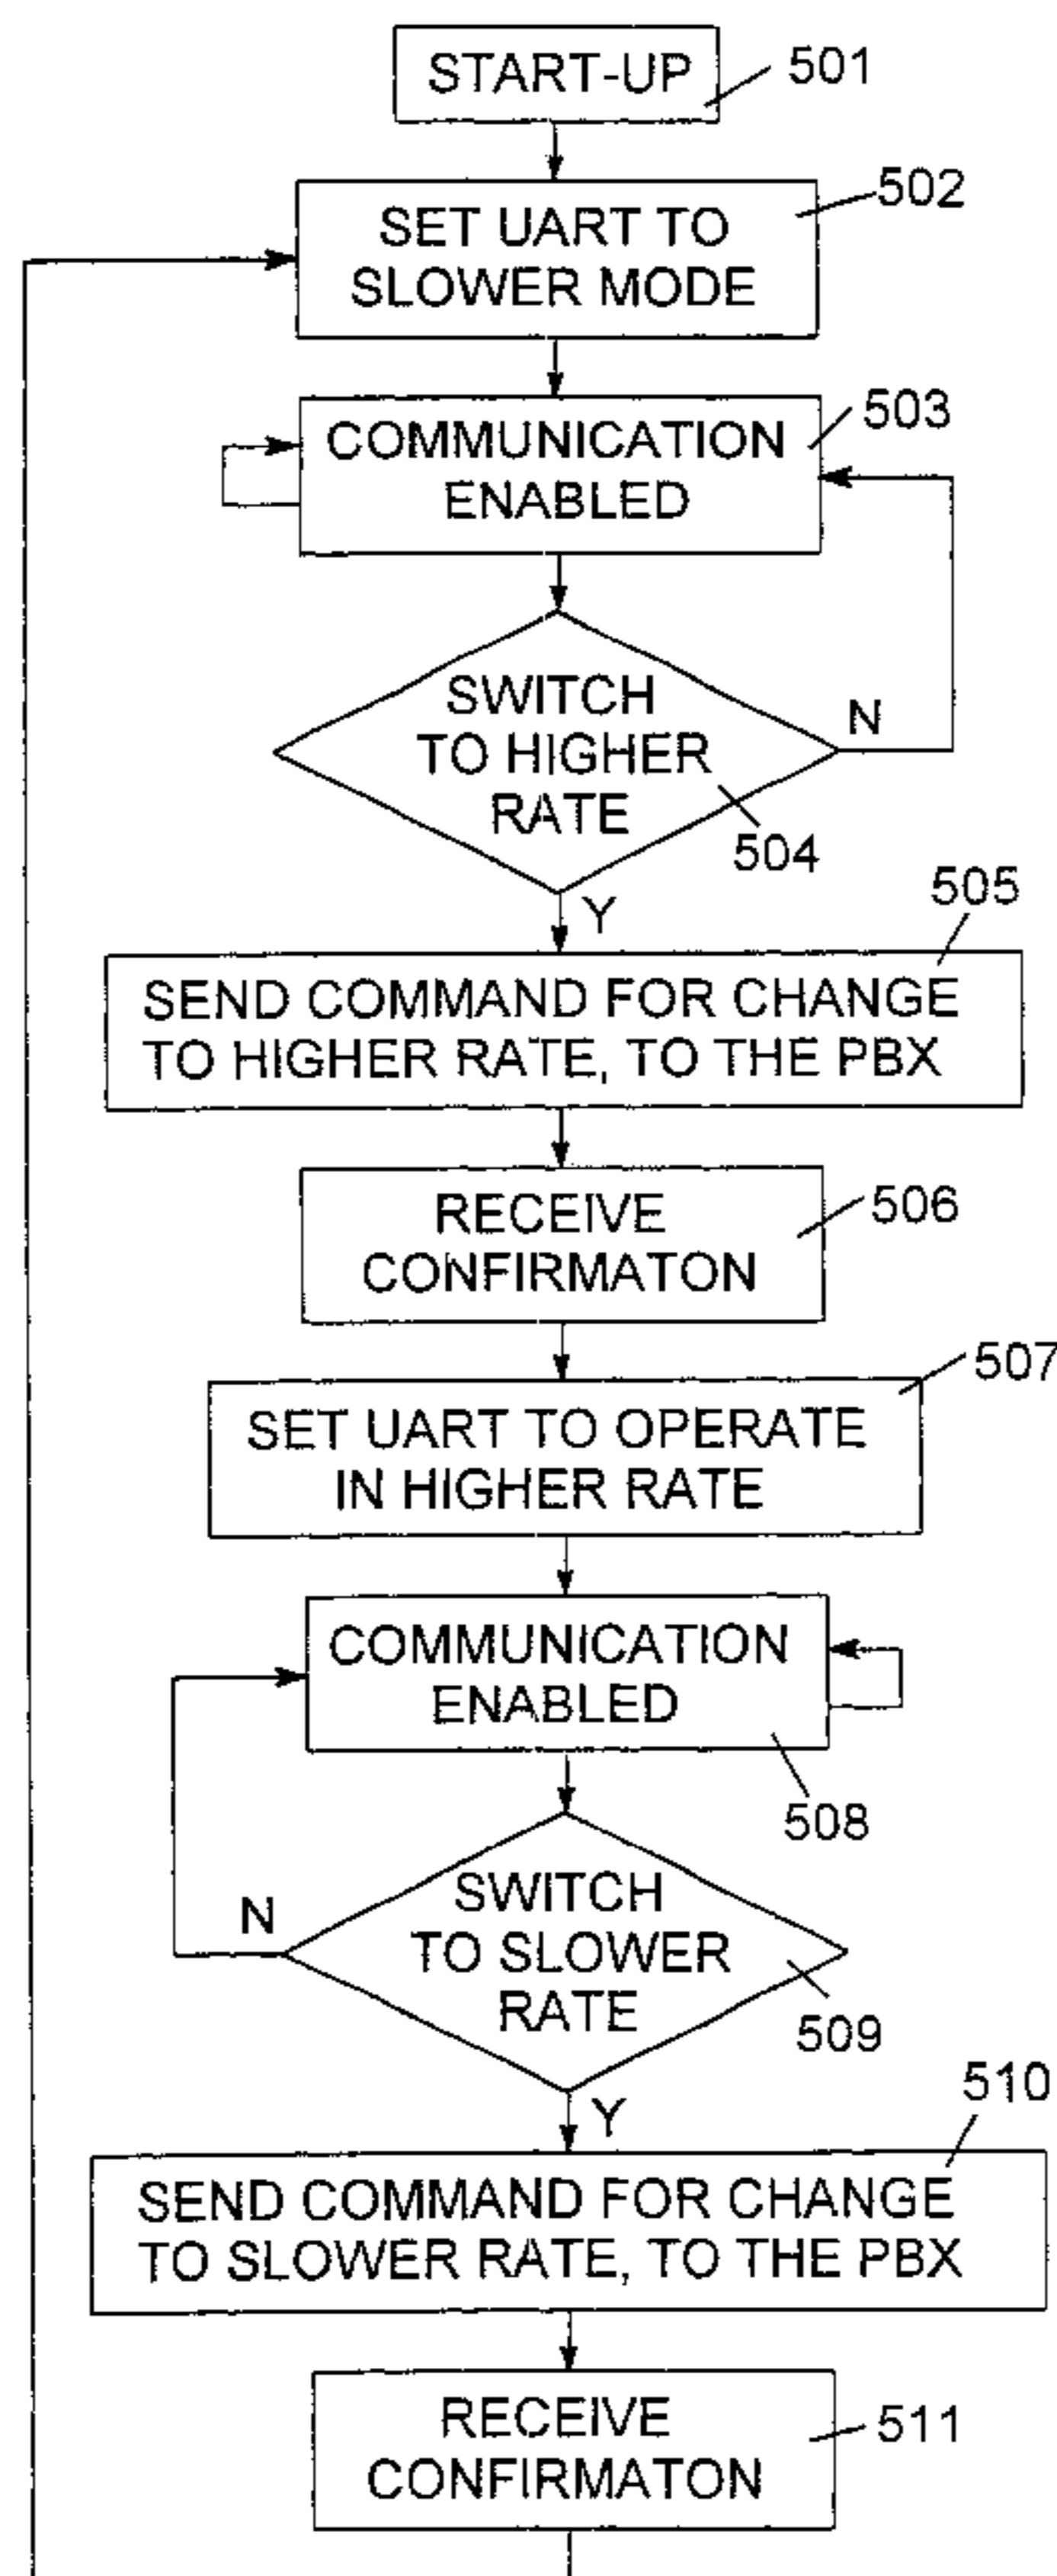 START-UP
501
502
SET UART TO
SLOWER MODE
503
COMMUNICATION
ENABLED
SWITCH
TO HIGHER
RATE
N
504
Y
505
SEND COMMAND FOR CHANGE
TO HIGHER RATE, TO THE PBX
506
RECEIVE
CONFIRMATON
507
SET UART TO OPERATE
IN HIGHER RATE
COMMUNICATION
ENABLED
508
SWITCH
TO SLOWER
RATE
N
509
Y
510
SEND COMMAND FOR CHANGE
TO SLOWER RATE, TO THE PBX
RECEIVE
CONFIRMATON
511